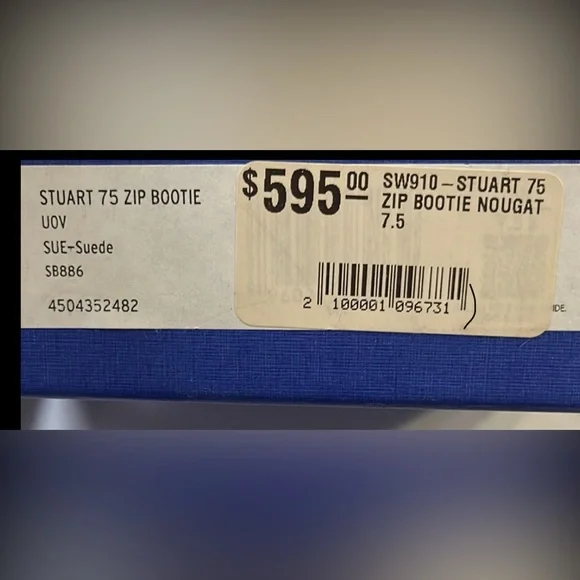 STUART 75 ZIP BOOTIE
UOV
SUE-Suede
SB886
4504352482
$595.00
SW910-STUART 75
ZIP BOOTIE NOUGAT
7.5
2 100001 096731
IDE